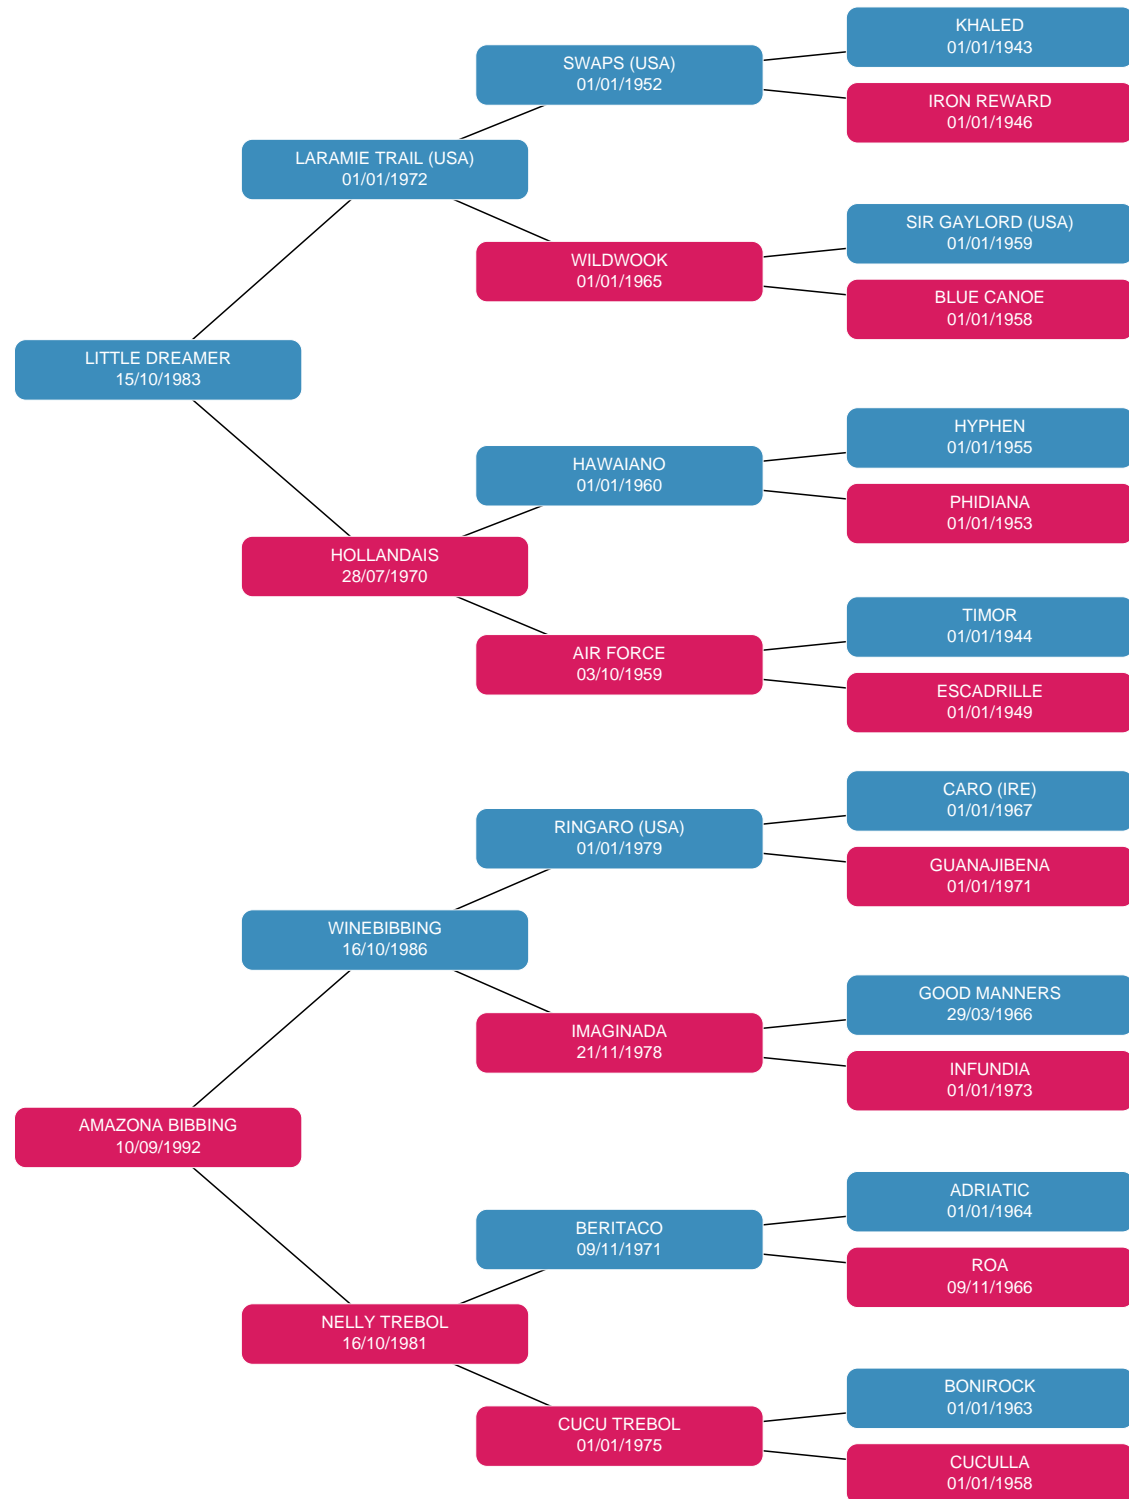 KHALED
01/01/1943
SWAPS (USA)
01/01/1952
IRON REWARD
01/01/1946
LARAMIE TRAIL (USA)
01/01/1972
SIR GAYLORD (USA)
01/01/1959
WILDWOOK
01/01/1965
BLUE CANOE
01/01/1958
LITTLE DREAMER
15/10/1983
HYPHEN
01/01/1955
HAWAIANO
01/01/1960
PHIDIANA
01/01/1953
HOLLANDAIS
28/07/1970
TIMOR
01/01/1944
AIR FORCE
03/10/1959
ESCADRILLE
01/01/1949
CARO (IRE)
01/01/1967
RINGARO (USA)
01/01/1979
GUANAJIBENA
01/01/1971
WINEBIBBING
16/10/1986
GOOD MANNERS
29/03/1966
IMAGINADA
21/11/1978
INFUNDIA
01/01/1973
AMAZONA BIBBING
10/09/1992
ADRIATIC
01/01/1964
BERITACO
09/11/1971
ROA
09/11/1966
NELLY TREBOL
16/10/1981
BONIROCK
01/01/1963
CUCU TREBOL
01/01/1975
CUCULLA
01/01/1958